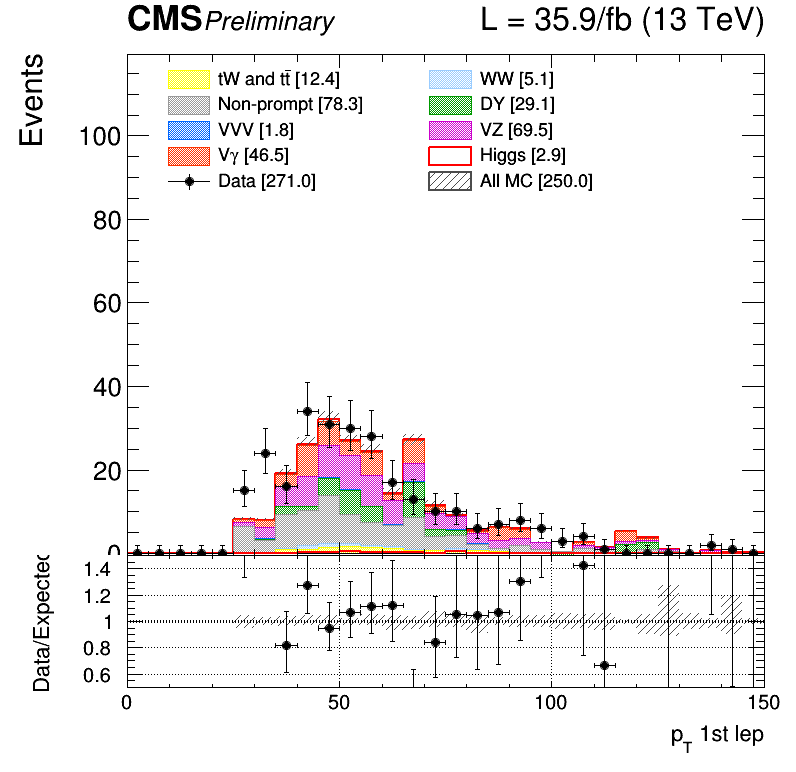 CMS Preliminary L = 35.9/fb (13 TeV)
Events
tW and tt̄ [12.4] WW [5.1]
Non-prompt [78.3] DY [29.1]
VVV [1.8] VZ [69.5]
Vγ [46.5] Higgs [2.9]
Data [271.0] All MC [250.0]
100
80
60
40
20
0
Data/Expected
1.4
1.2
1
0.8
0.6
0 50 100 150
p_T 1st lep